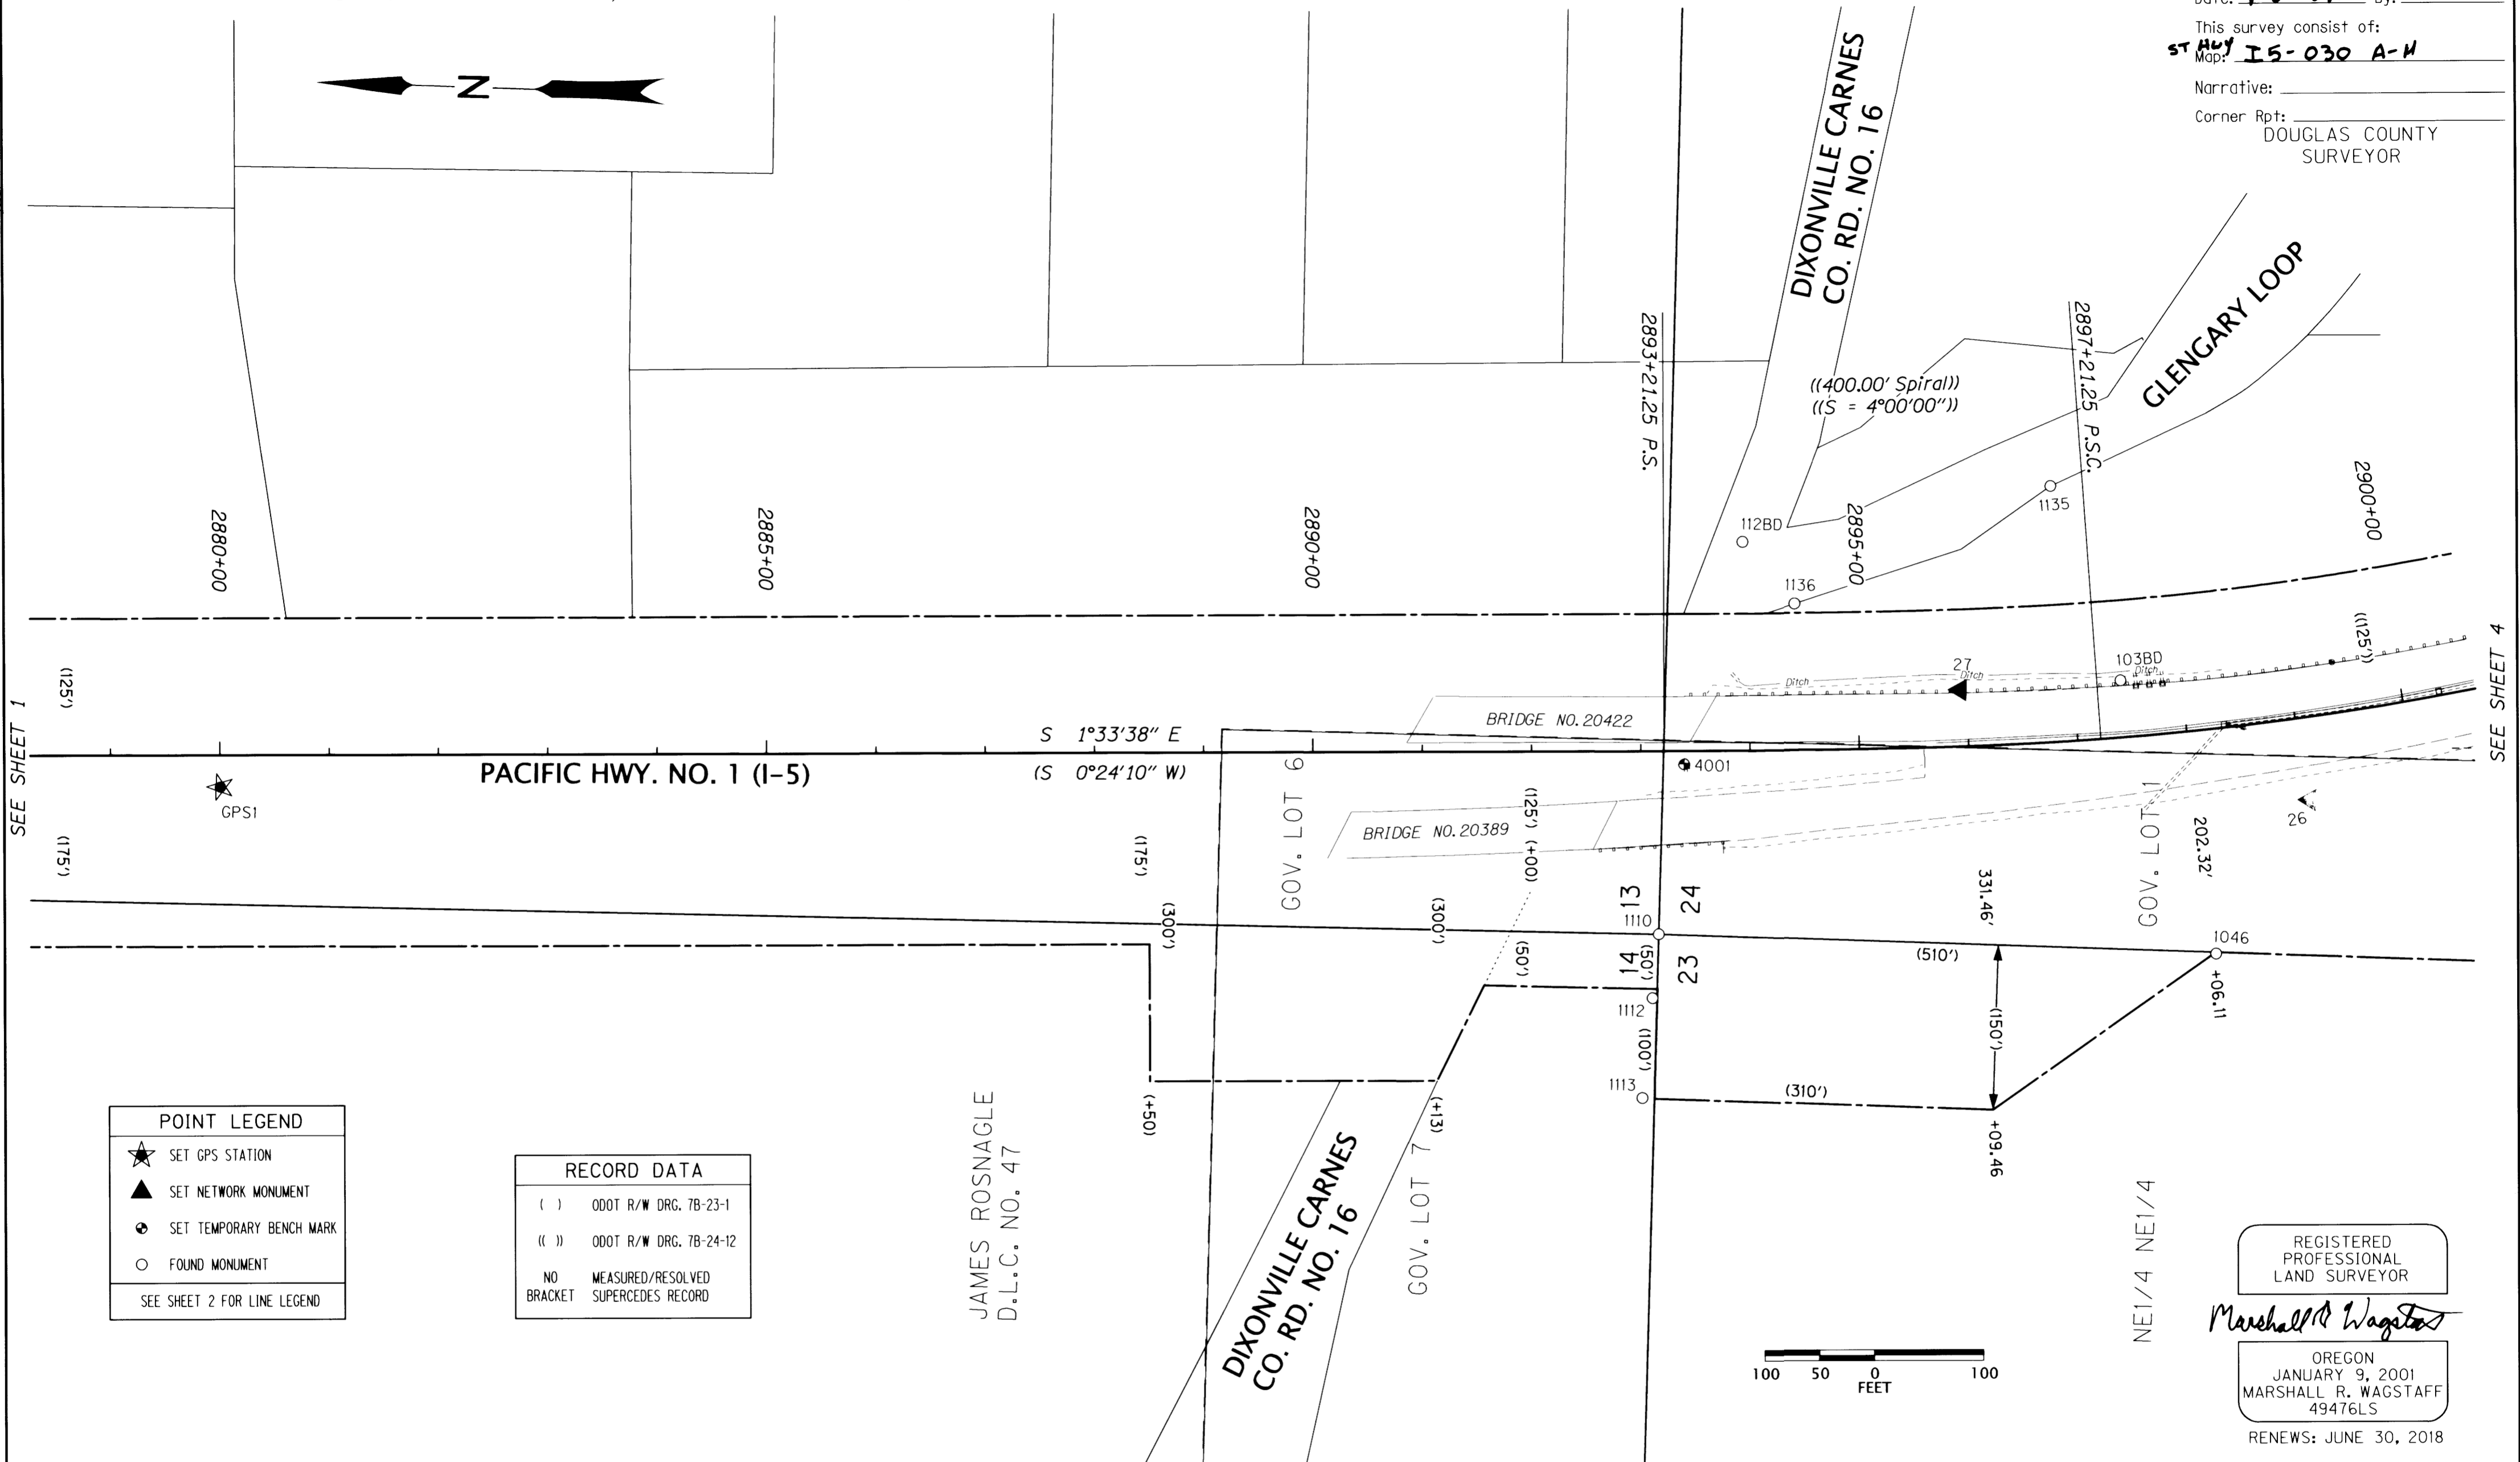 This survey consist of:
ST HWY
Map: I5-030 A-H
Narrative:
Corner Rpt:
DOUGLAS COUNTY
SURVEYOR
N
DIXONVILLE CARNES
CO. RD. NO. 16
GLENGARY LOOP
2893+21.25 P.S.
((400.00' Spiral))
((S = 4°00'00"))
2897+21.25 P.S.C.
2880+00
2885+00
2890+00
2895+00
2900+00
112BD
1135
1136
SEE SHEET 1
(125')
(175')
GPS1
PACIFIC HWY. NO. 1 (I-5)
S 1°33'38" E
(S 0°24'10" W)
(175')
(300')
GOV. LOT 6
BRIDGE NO. 20422
BRIDGE NO. 20389
4001
Ditch
27
Ditch
103BD
Ditch
((125'))
SEE SHEET 4
26
GOV. LOT 1
202.32'
331.46'
(125') (+00)
(300')
(50')
13
24
1110
14
23
(50')
1112
(100')
1113
(510')
1046
+06.11
(150')
(310')
+09.46
(+50)
(+13)
JAMES ROSNAGLE
D.L.C. NO. 47
DIXONVILLE CARNES
CO. RD. NO. 16
GOV. LOT 7
NE1/4 NE1/4
POINT LEGEND
SET GPS STATION
SET NETWORK MONUMENT
SET TEMPORARY BENCH MARK
FOUND MONUMENT
SEE SHEET 2 FOR LINE LEGEND
RECORD DATA
( ) ODOT R/W DRG. 7B-23-1
(( )) ODOT R/W DRG. 7B-24-12
NO MEASURED/RESOLVED
BRACKET SUPERCEDES RECORD
100 50 0 100
FEET
REGISTERED
PROFESSIONAL
LAND SURVEYOR
Marshall R Wagstaff
OREGON
JANUARY 9, 2001
MARSHALL R. WAGSTAFF
49476LS
RENEWS: JUNE 30, 2018